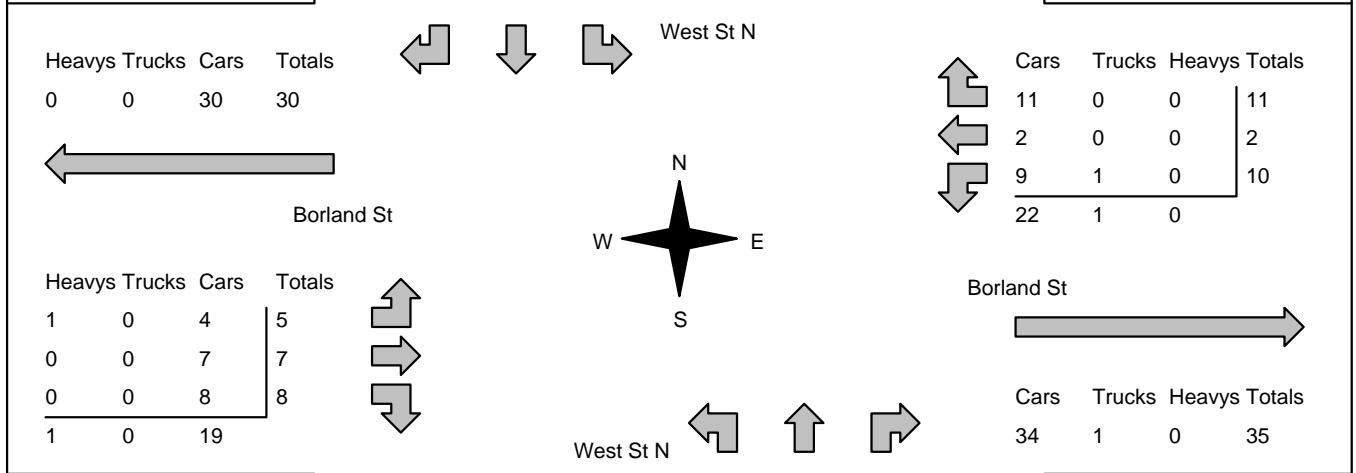 West St N
Heavys Trucks Cars Totals
0 0 30 30
Cars Trucks Heavys Totals
11 0 0 11
2 0 0 2
9 1 0 10
22 1 0
Borland St
N
W E
S
Heavys Trucks Cars Totals
1 0 4 5
0 0 7 7
0 0 8 8
1 0 19
Borland St
Cars Trucks Heavys Totals
34 1 0 35
West St N